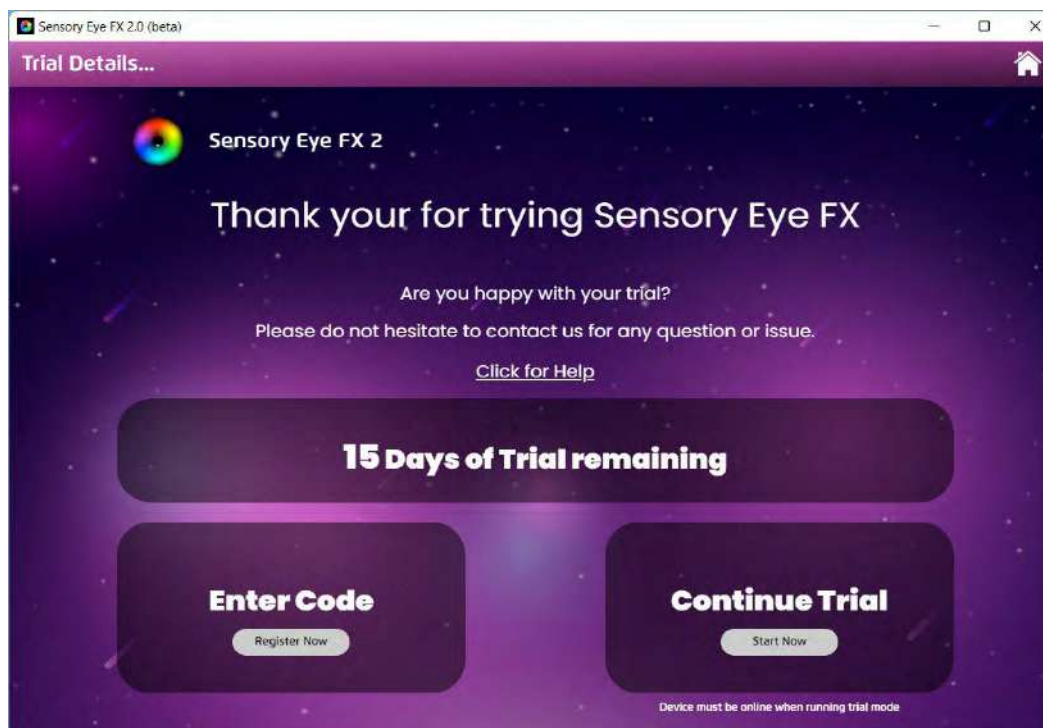 Sensory Eye FX 2.0 (beta)
Trial Details...
Sensory Eye FX 2
Thank your for trying Sensory Eye FX
Are you happy with your trial?
Please do not hesitate to contact us for any question or issue.
Click for Help
15 Days of Trial remaining
Enter Code
Register Now
Continue Trial
Start Now
Device must be online when running trial mode